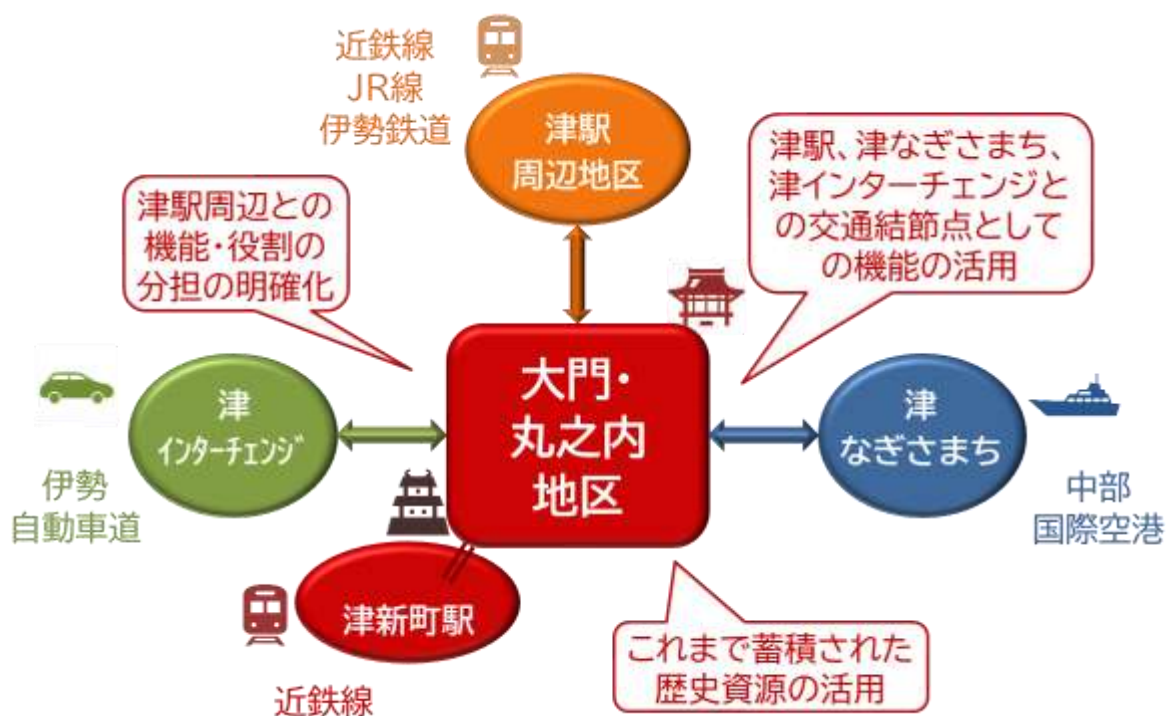 近鉄線
JR線
伊勢鉄道
津駅
周辺地区
津駅、津なぎさまち、
津インターチェンジと
の交通結節点として
の機能の活用
津駅周辺との
機能・役割の
分担の明確化
大門・
丸之内
地区
津
インターチェンジ
伊勢
自動車道
津
なぎさまち
中部
国際空港
津新町駅
近鉄線
これまで蓄積された
歴史資源の活用